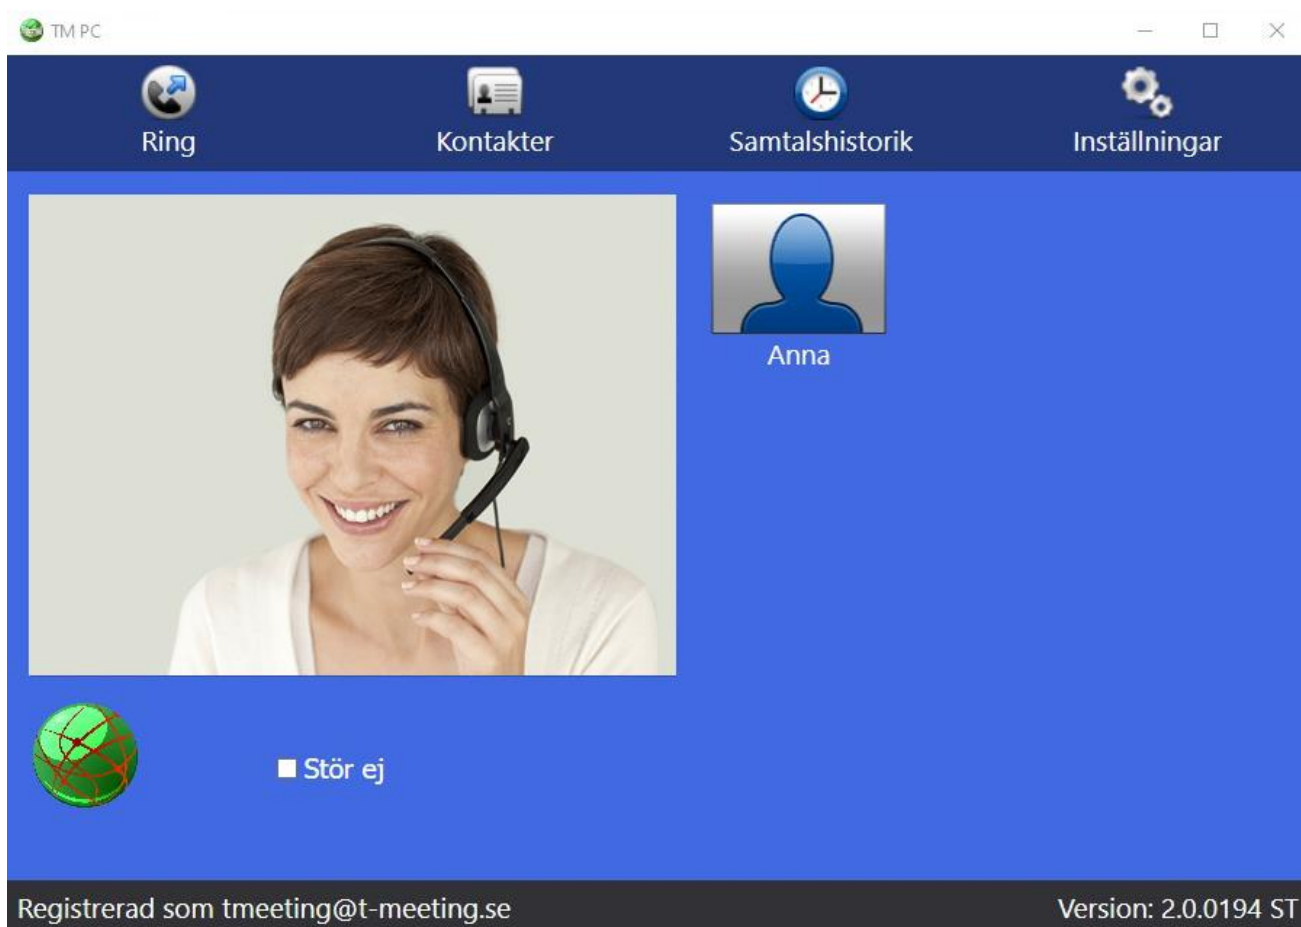 TM PC
Ring
Kontakter
Samtalshistorik
Inställningar
Anna
Stör ej
Registrerad som tmeeting@t-meeting.se
Version: 2.0.0194 ST